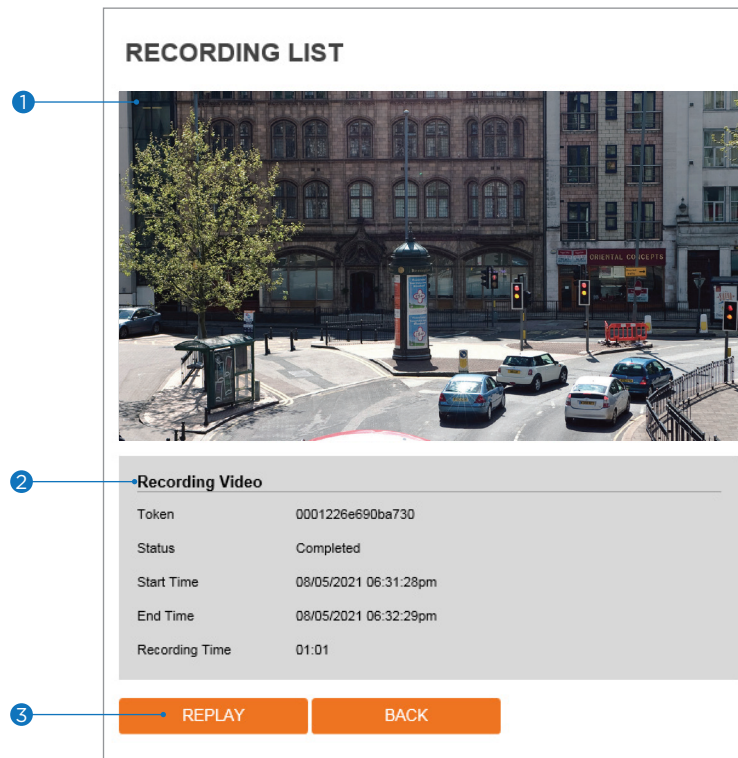 RECORDING LIST
1
ORIENTAL CONCEPTS
2
Recording Video
Token 0001226e690ba730
Status Completed
Start Time 08/05/2021 06:31:28pm
End Time 08/05/2021 06:32:29pm
Recording Time 01:01
3
REPLAY BACK